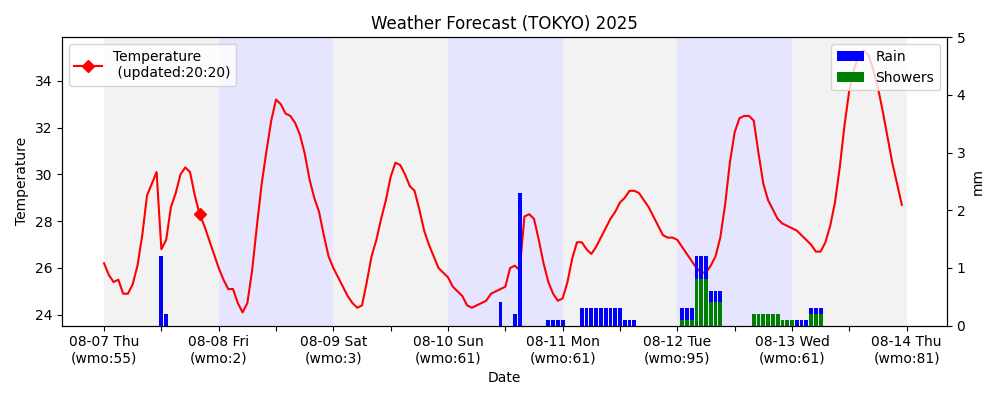 Weather Forecast (TOKYO) 2025
Temperature
(updated:20:20)
Rain
Showers
Temperature
34
32
30
28
26
24
5
4
3
2
1
0
mm
08-07 Thu
(wmo:55)
08-08 Fri
(wmo:2)
08-09 Sat
(wmo:3)
08-10 Sun
(wmo:61)
08-11 Mon
(wmo:61)
08-12 Tue
(wmo:95)
08-13 Wed
(wmo:61)
08-14 Thu
(wmo:81)
Date